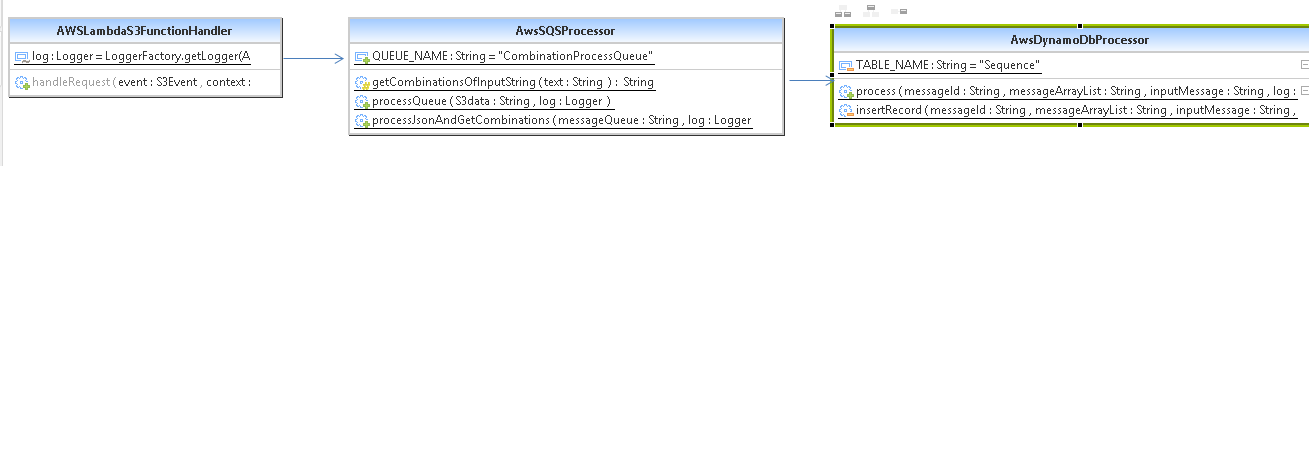 AWSLambdaS3FunctionHandler
log : Logger = LoggerFactory.getLogger(A
handleRequest ( event : S3Event , context :
AwsSQSProcessor
QUEUE_NAME : String = "CombinationProcessQueue"
getCombinationsOfInputString ( text : String ) : String
processQueue ( S3data : String , log : Logger )
processJsonAndGetCombinations ( messageQueue : String , log : Logger
AwsDynamoDbProcessor
TABLE_NAME : String = "Sequence"
process ( messageId : String , messageArrayList : String , inputMessage : String , log :
insertRecord ( messageId : String , messageArrayList : String , inputMessage : String ,